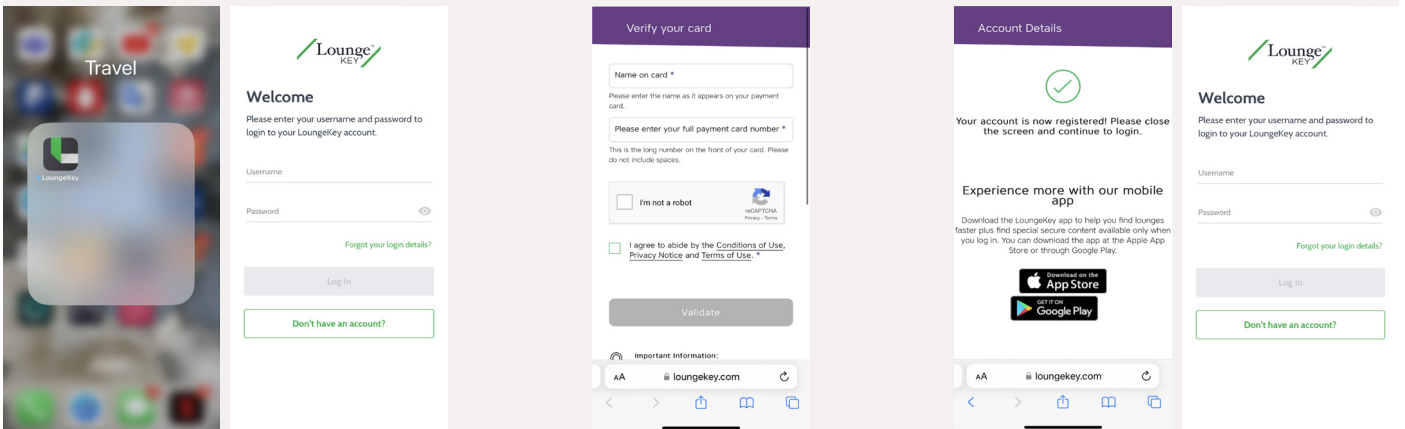 Travel
LoungeKey
Lounge™
KEY
Welcome
Please enter your username and password to
login to your LoungeKey account.
Username
Password
Forgot your login details?
Log In
Don't have an account?
Verify your card
Name on card *
Please enter the name as it appears on your payment
card.
Please enter your full payment card number *
This is the long number on the front of your card. Please
do not include spaces.
I'm not a robot
reCAPTCHA
Privacy - Terms
I agree to abide by the Conditions of Use,
Privacy Notice and Terms of Use. *
Validate
Important Information:
AA
loungekey.com
Account Details
Your account is now registered! Please close
the screen and continue to login.
Experience more with our mobile
app
Download the LoungeKey app to help you find lounges
faster plus find special secure content available only when
you log in. You can download the app at the Apple App
Store or through Google Play.
Download on the
App Store
GET IT ON
Google Play
AA
loungekey.com
Lounge™
KEY
Welcome
Please enter your username and password to
login to your LoungeKey account.
Username
Password
Forgot your login details?
Log In
Don't have an account?